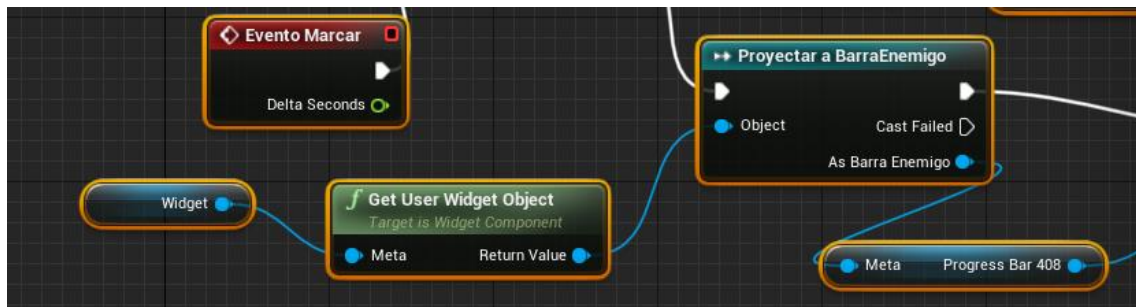 Evento Marcar
Delta Seconds
Proyectar a BarraEnemigo
Object
Cast Failed
As Barra Enemigo
Widget
f Get User Widget Object
Target is Widget Component
Meta
Return Value
Meta
Progress Bar 408